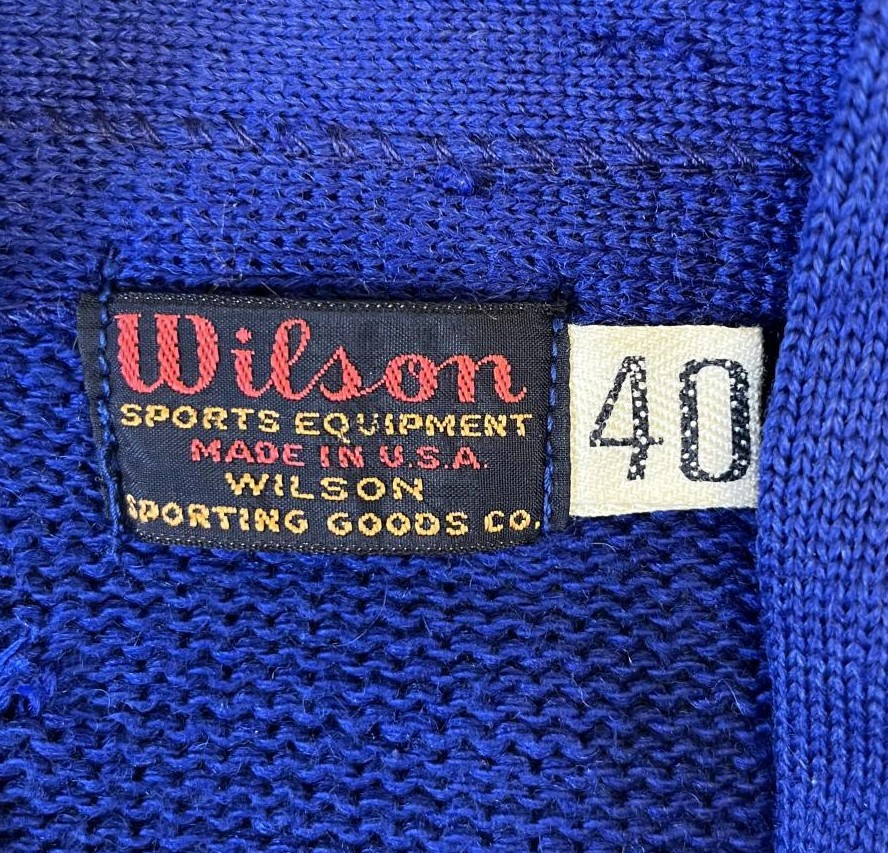 Wilson
SPORTS EQUIPMENT
MADE IN U.S.A.
WILSON
SPORTING GOODS CO.
40